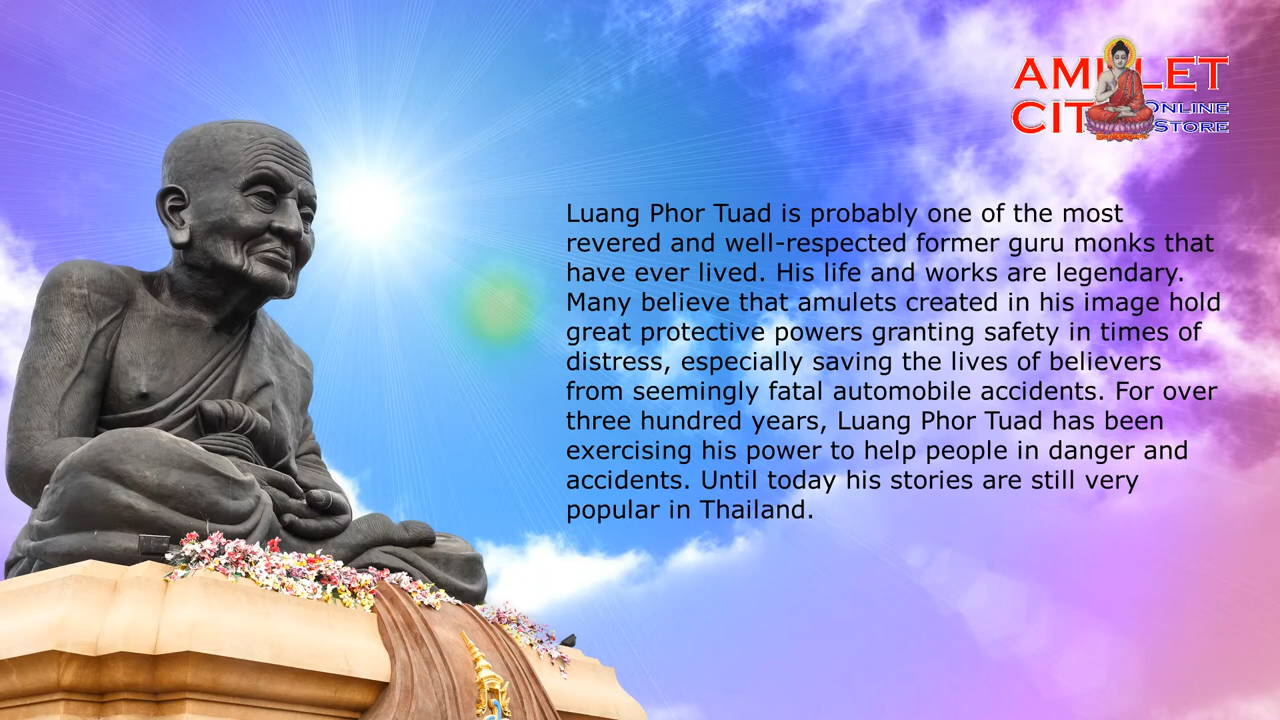 AMULET
CITY ONLINE
STORE
Luang Phor Tuad is probably one of the most
revered and well-respected former guru monks that
have ever lived. His life and works are legendary.
Many believe that amulets created in his image hold
great protective powers granting safety in times of
distress, especially saving the lives of believers
from seemingly fatal automobile accidents. For over
three hundred years, Luang Phor Tuad has been
exercising his power to help people in danger and
accidents. Until today his stories are still very
popular in Thailand.